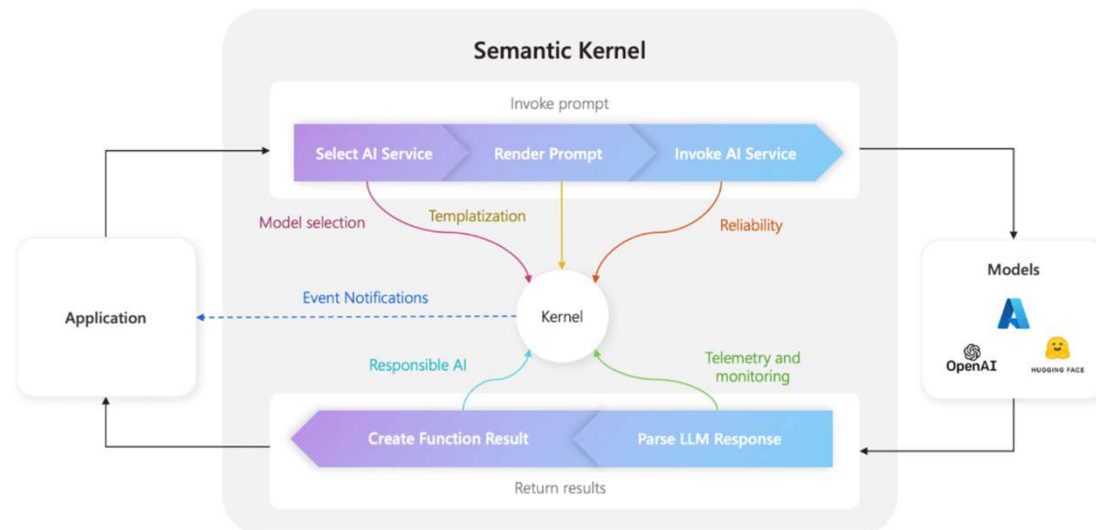 Semantic Kernel
Invoke prompt
Select AI Service
Render Prompt
Invoke AI Service
Model selection
Templatization
Reliability
Application
Event Notifications
Kernel
Models
OpenAI
HUGGING FACE
Responsible AI
Telemetry and
monitoring
Create Function Result
Parse LLM Response
Return results